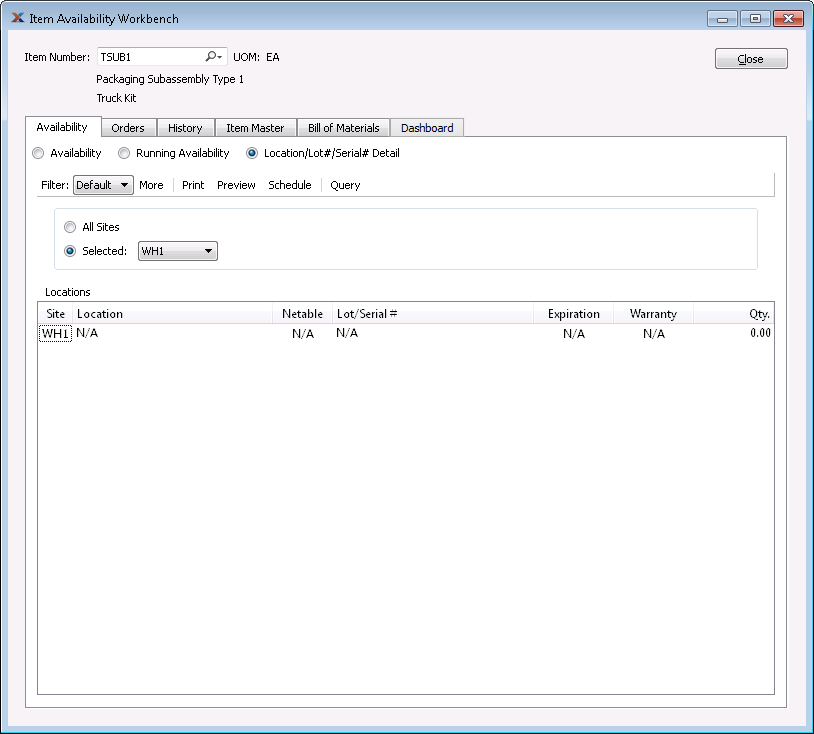 Item Availability Workbench
Item Number: TSUB1 UOM: EA
Close
Packaging Subassembly Type 1
Truck Kit
Availability Orders History Item Master Bill of Materials Dashboard
Availability Running Availability Location/Lot#/Serial# Detail
Filter: Default More Print Preview Schedule Query
All Sites
Selected: WH1
Locations
Site Location Netable Lot/Serial # Expiration Warranty Qty.
WH1 N/A N/A N/A N/A N/A 0.00